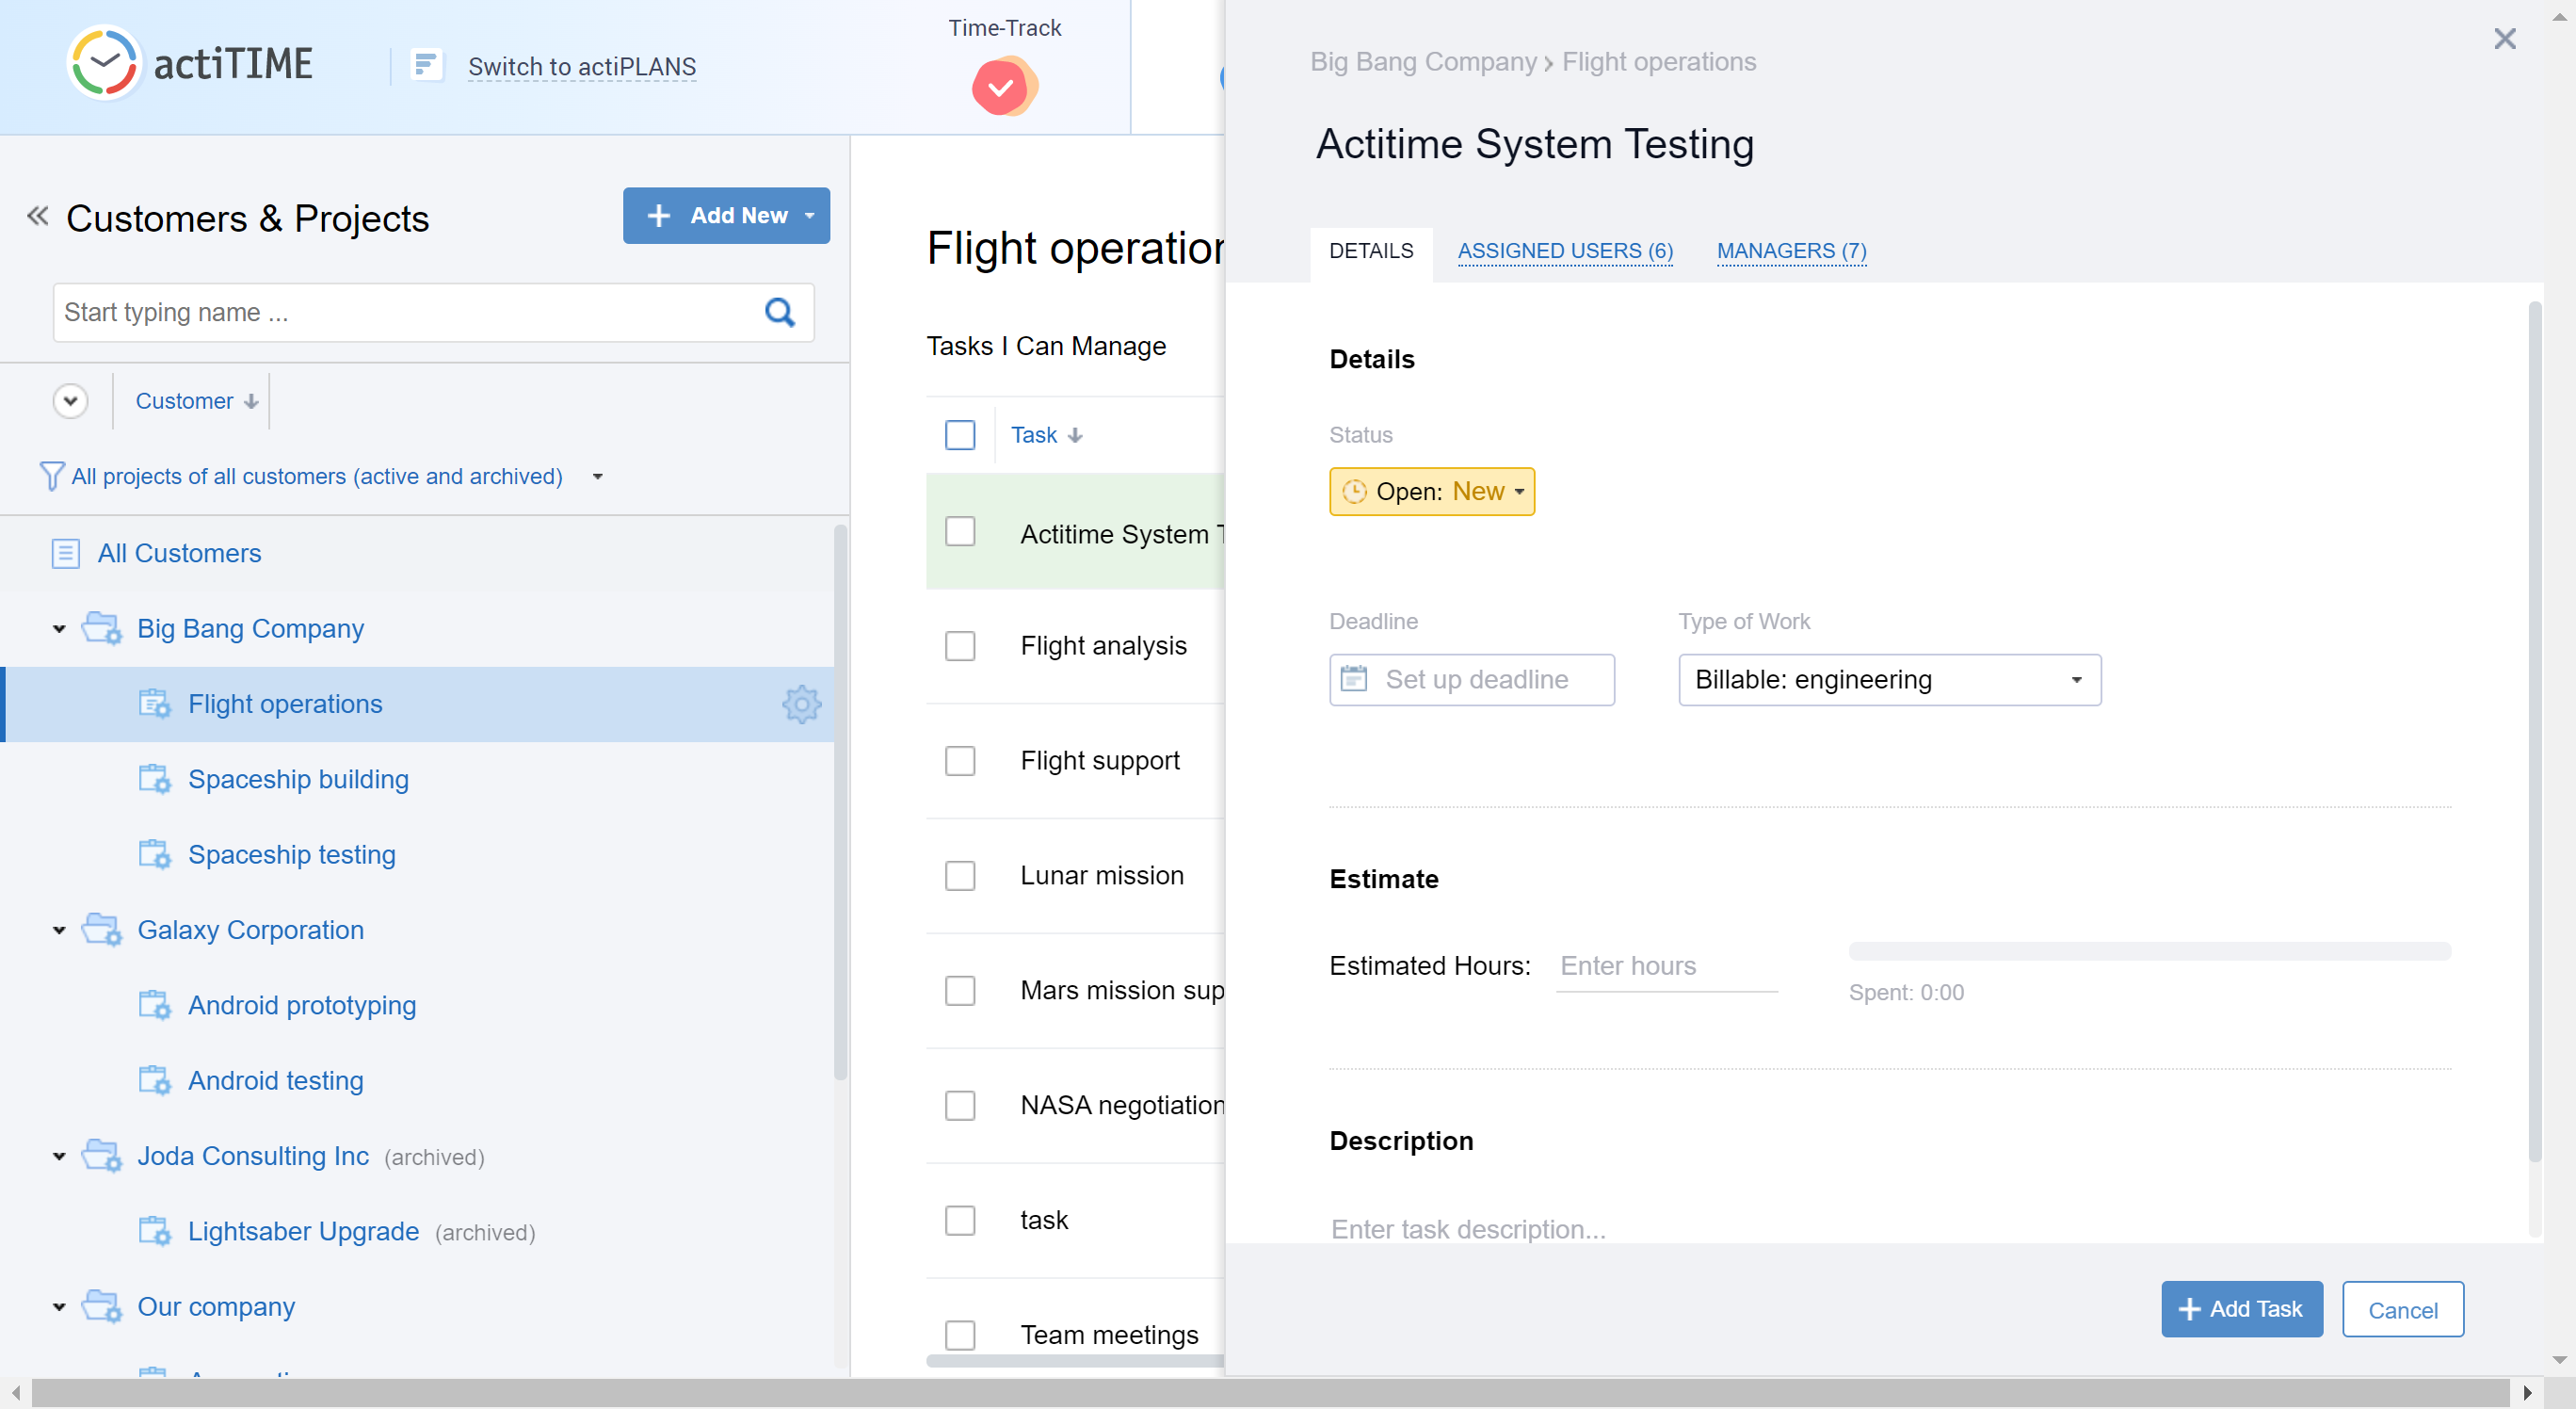 actiTIME
Switch to actiPLANS
Time-Track
Customers & Projects
Add New
Start typing name ...
Customer
All projects of all customers (active and archived)
All Customers
Big Bang Company
Flight operations
Spaceship building
Spaceship testing
Galaxy Corporation
Android prototyping
Android testing
Joda Consulting Inc (archived)
Lightsaber Upgrade (archived)
Our company
Flight operation
Tasks I Can Manage
Task
Actitime System T
Flight analysis
Flight support
Lunar mission
Mars mission sup
NASA negotiation
task
Team meetings
Big Bang Company › Flight operations
Actitime System Testing
DETAILS
ASSIGNED USERS (6)
MANAGERS (7)
Details
Status
Open: New
Deadline
Type of Work
Set up deadline
Billable: engineering
Estimate
Estimated Hours: Enter hours
Spent: 0:00
Description
Enter task description...
Add Task
Cancel